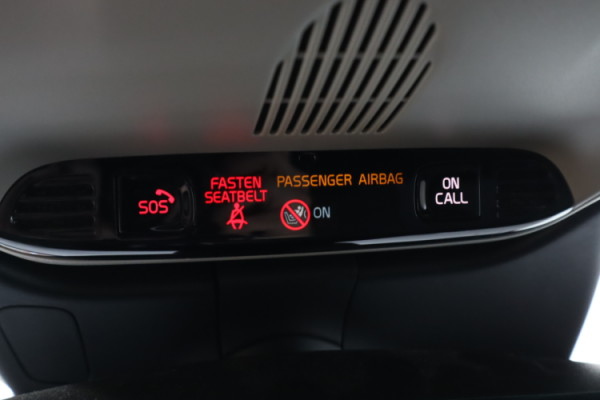 SOS
FASTEN
SEATBELT
PASSENGER AIRBAG
ON
ON
CALL